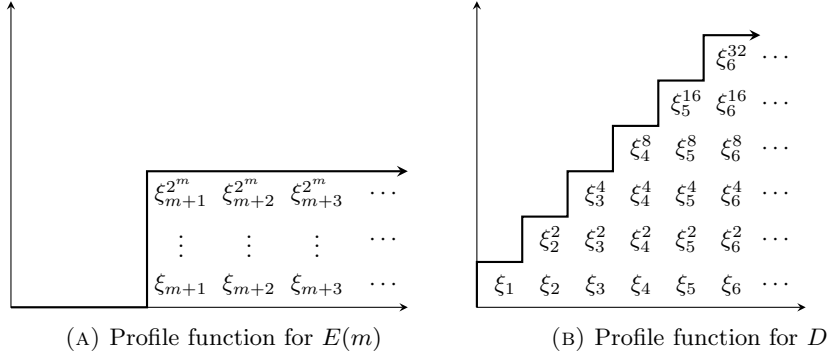 ξ_{m+1}^{2^m} ξ_{m+2}^{2^m} ξ_{m+3}^{2^m} ⋯
⋮ ⋮ ⋮ ⋯
ξ_{m+1} ξ_{m+2} ξ_{m+3} ⋯
(A) Profile function for E(m)
ξ_6^{32} ⋯
ξ_5^{16} ξ_6^{16} ⋯
ξ_4^8 ξ_5^8 ξ_6^8 ⋯
ξ_3^4 ξ_4^4 ξ_5^4 ξ_6^4 ⋯
ξ_2^2 ξ_3^2 ξ_4^2 ξ_5^2 ξ_6^2 ⋯
ξ_1 ξ_2 ξ_3 ξ_4 ξ_5 ξ_6 ⋯
(B) Profile function for D